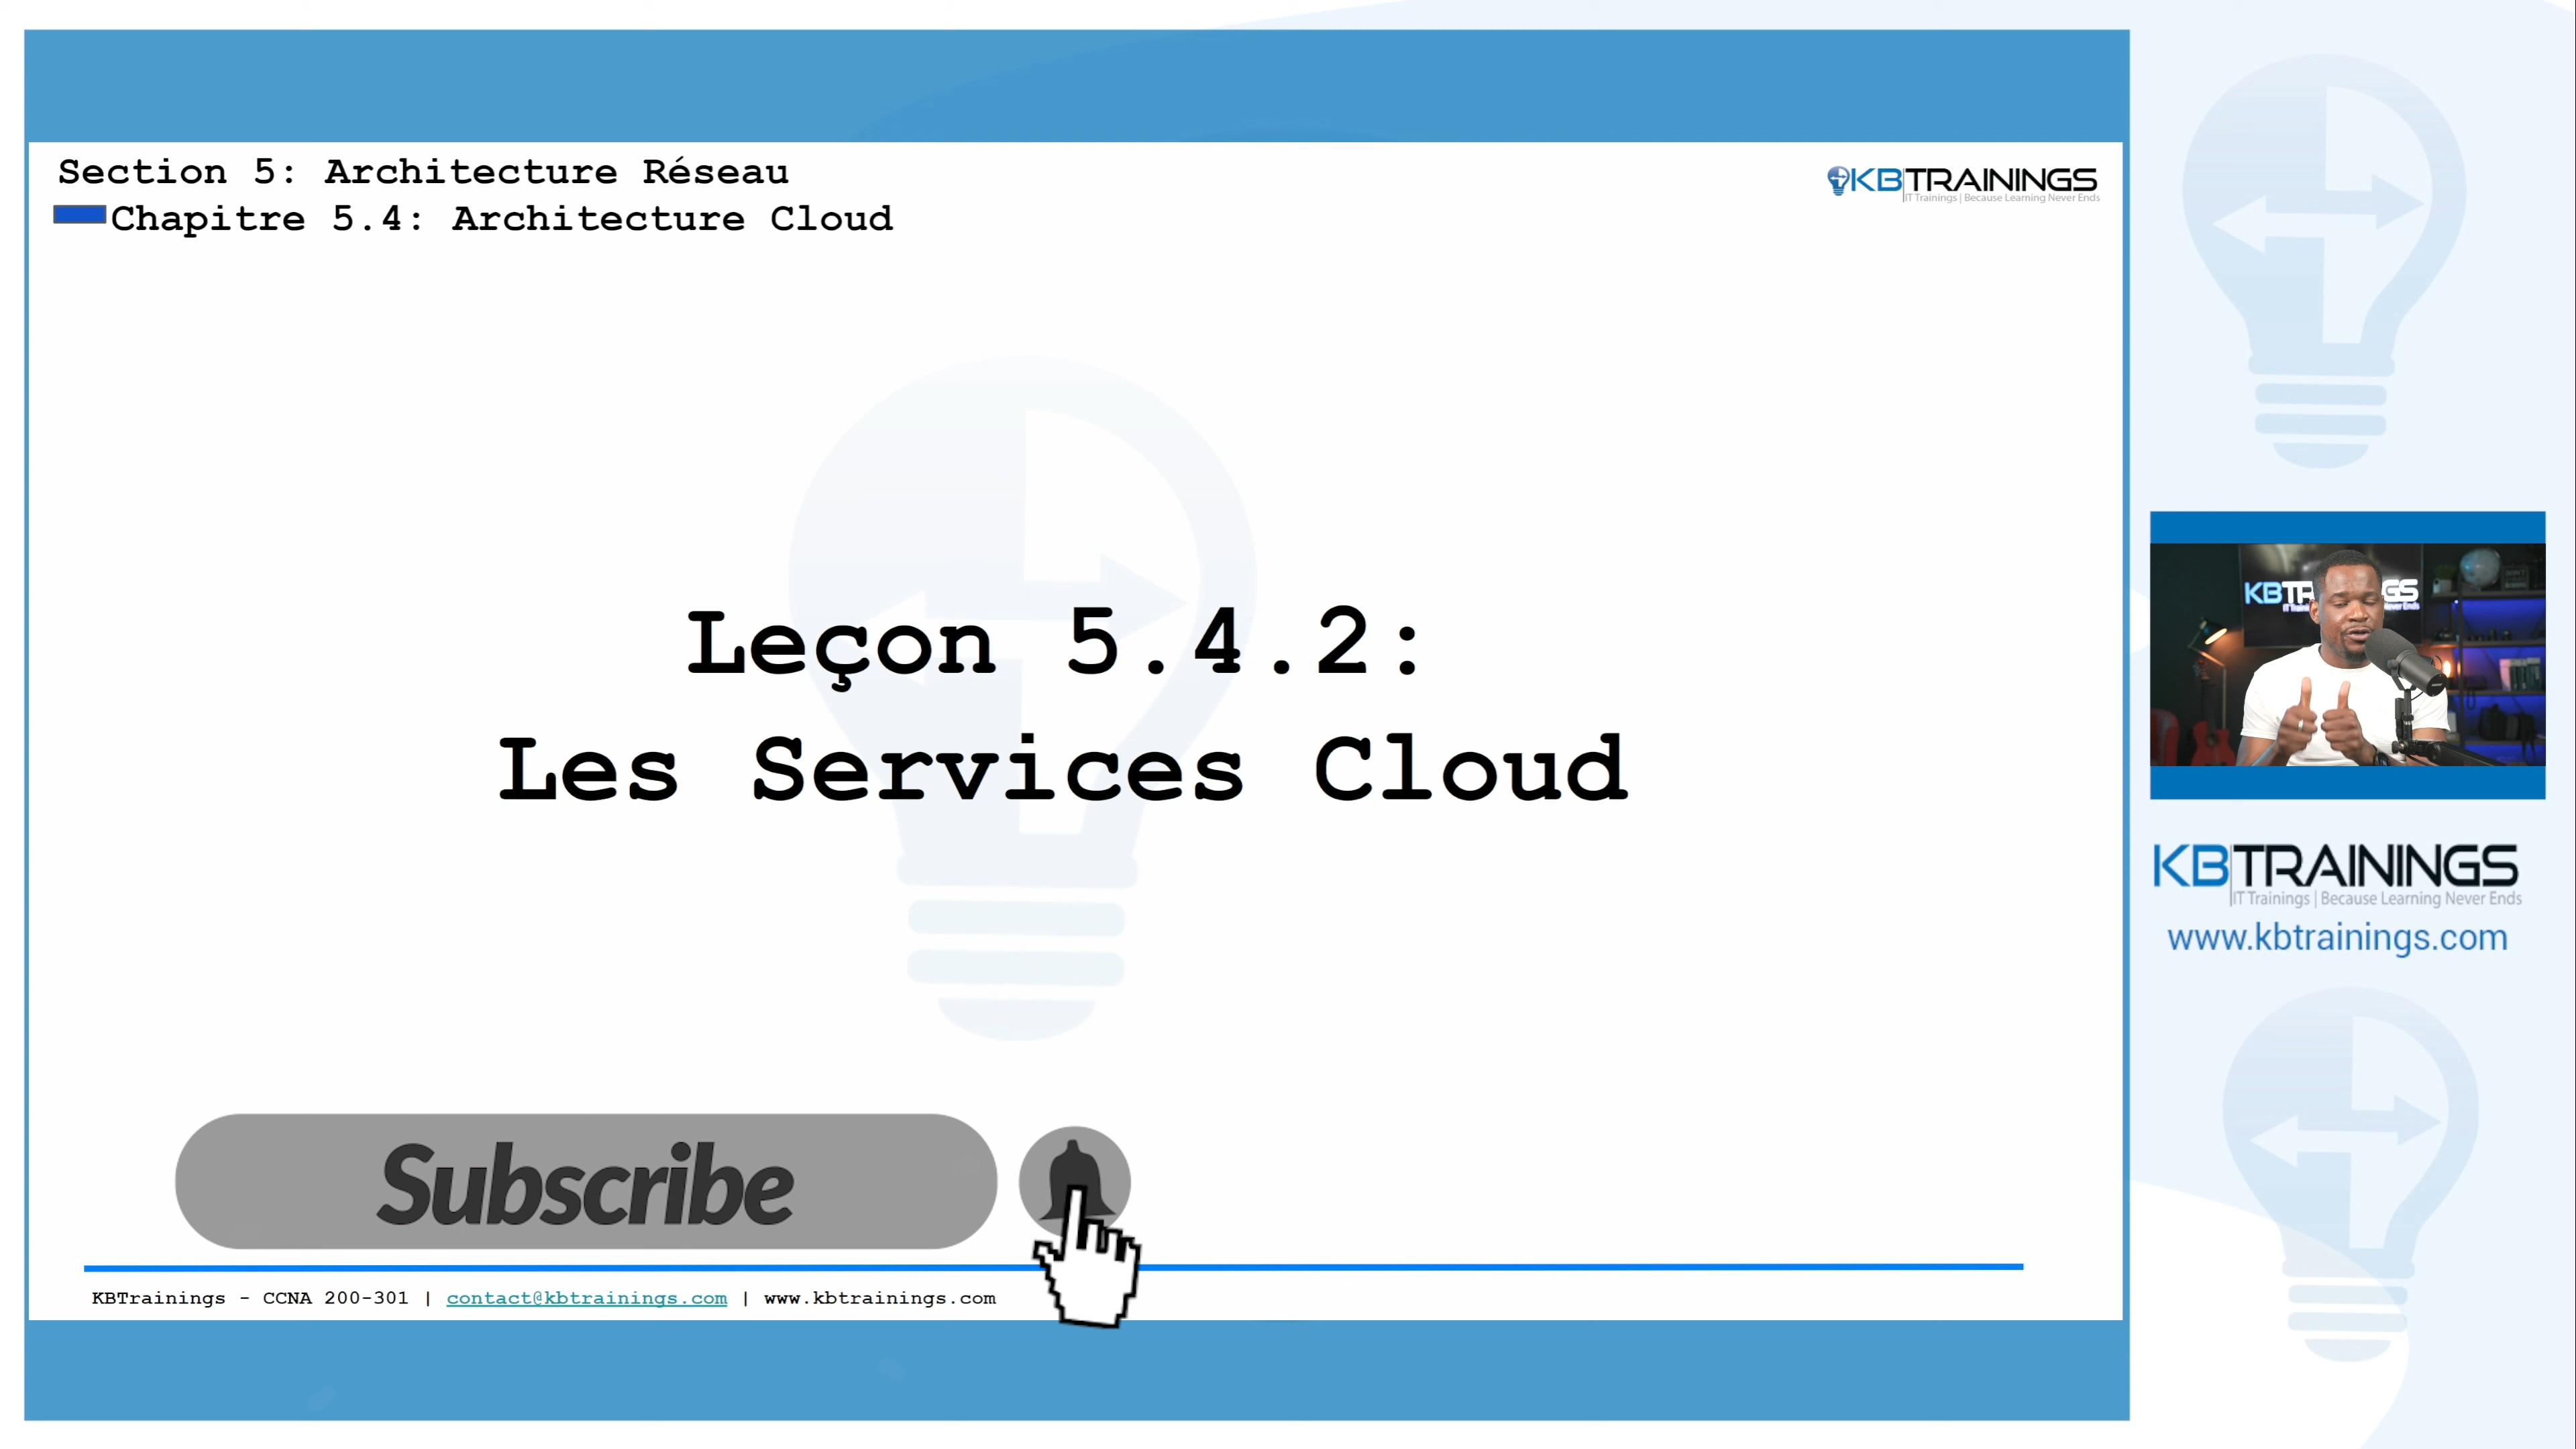 Section 5: Architecture Réseau
Chapitre 5.4: Architecture Cloud
KBTRAININGS
IT Trainings | Because Learning Never Ends
Leçon 5.4.2:
Les Services Cloud
Subscribe
KBTrainings - CCNA 200-301 | contact@kbtrainings.com | www.kbtrainings.com
KBTRAININGS
IT Trainings | Because Learning Never Ends
www.kbtrainings.com